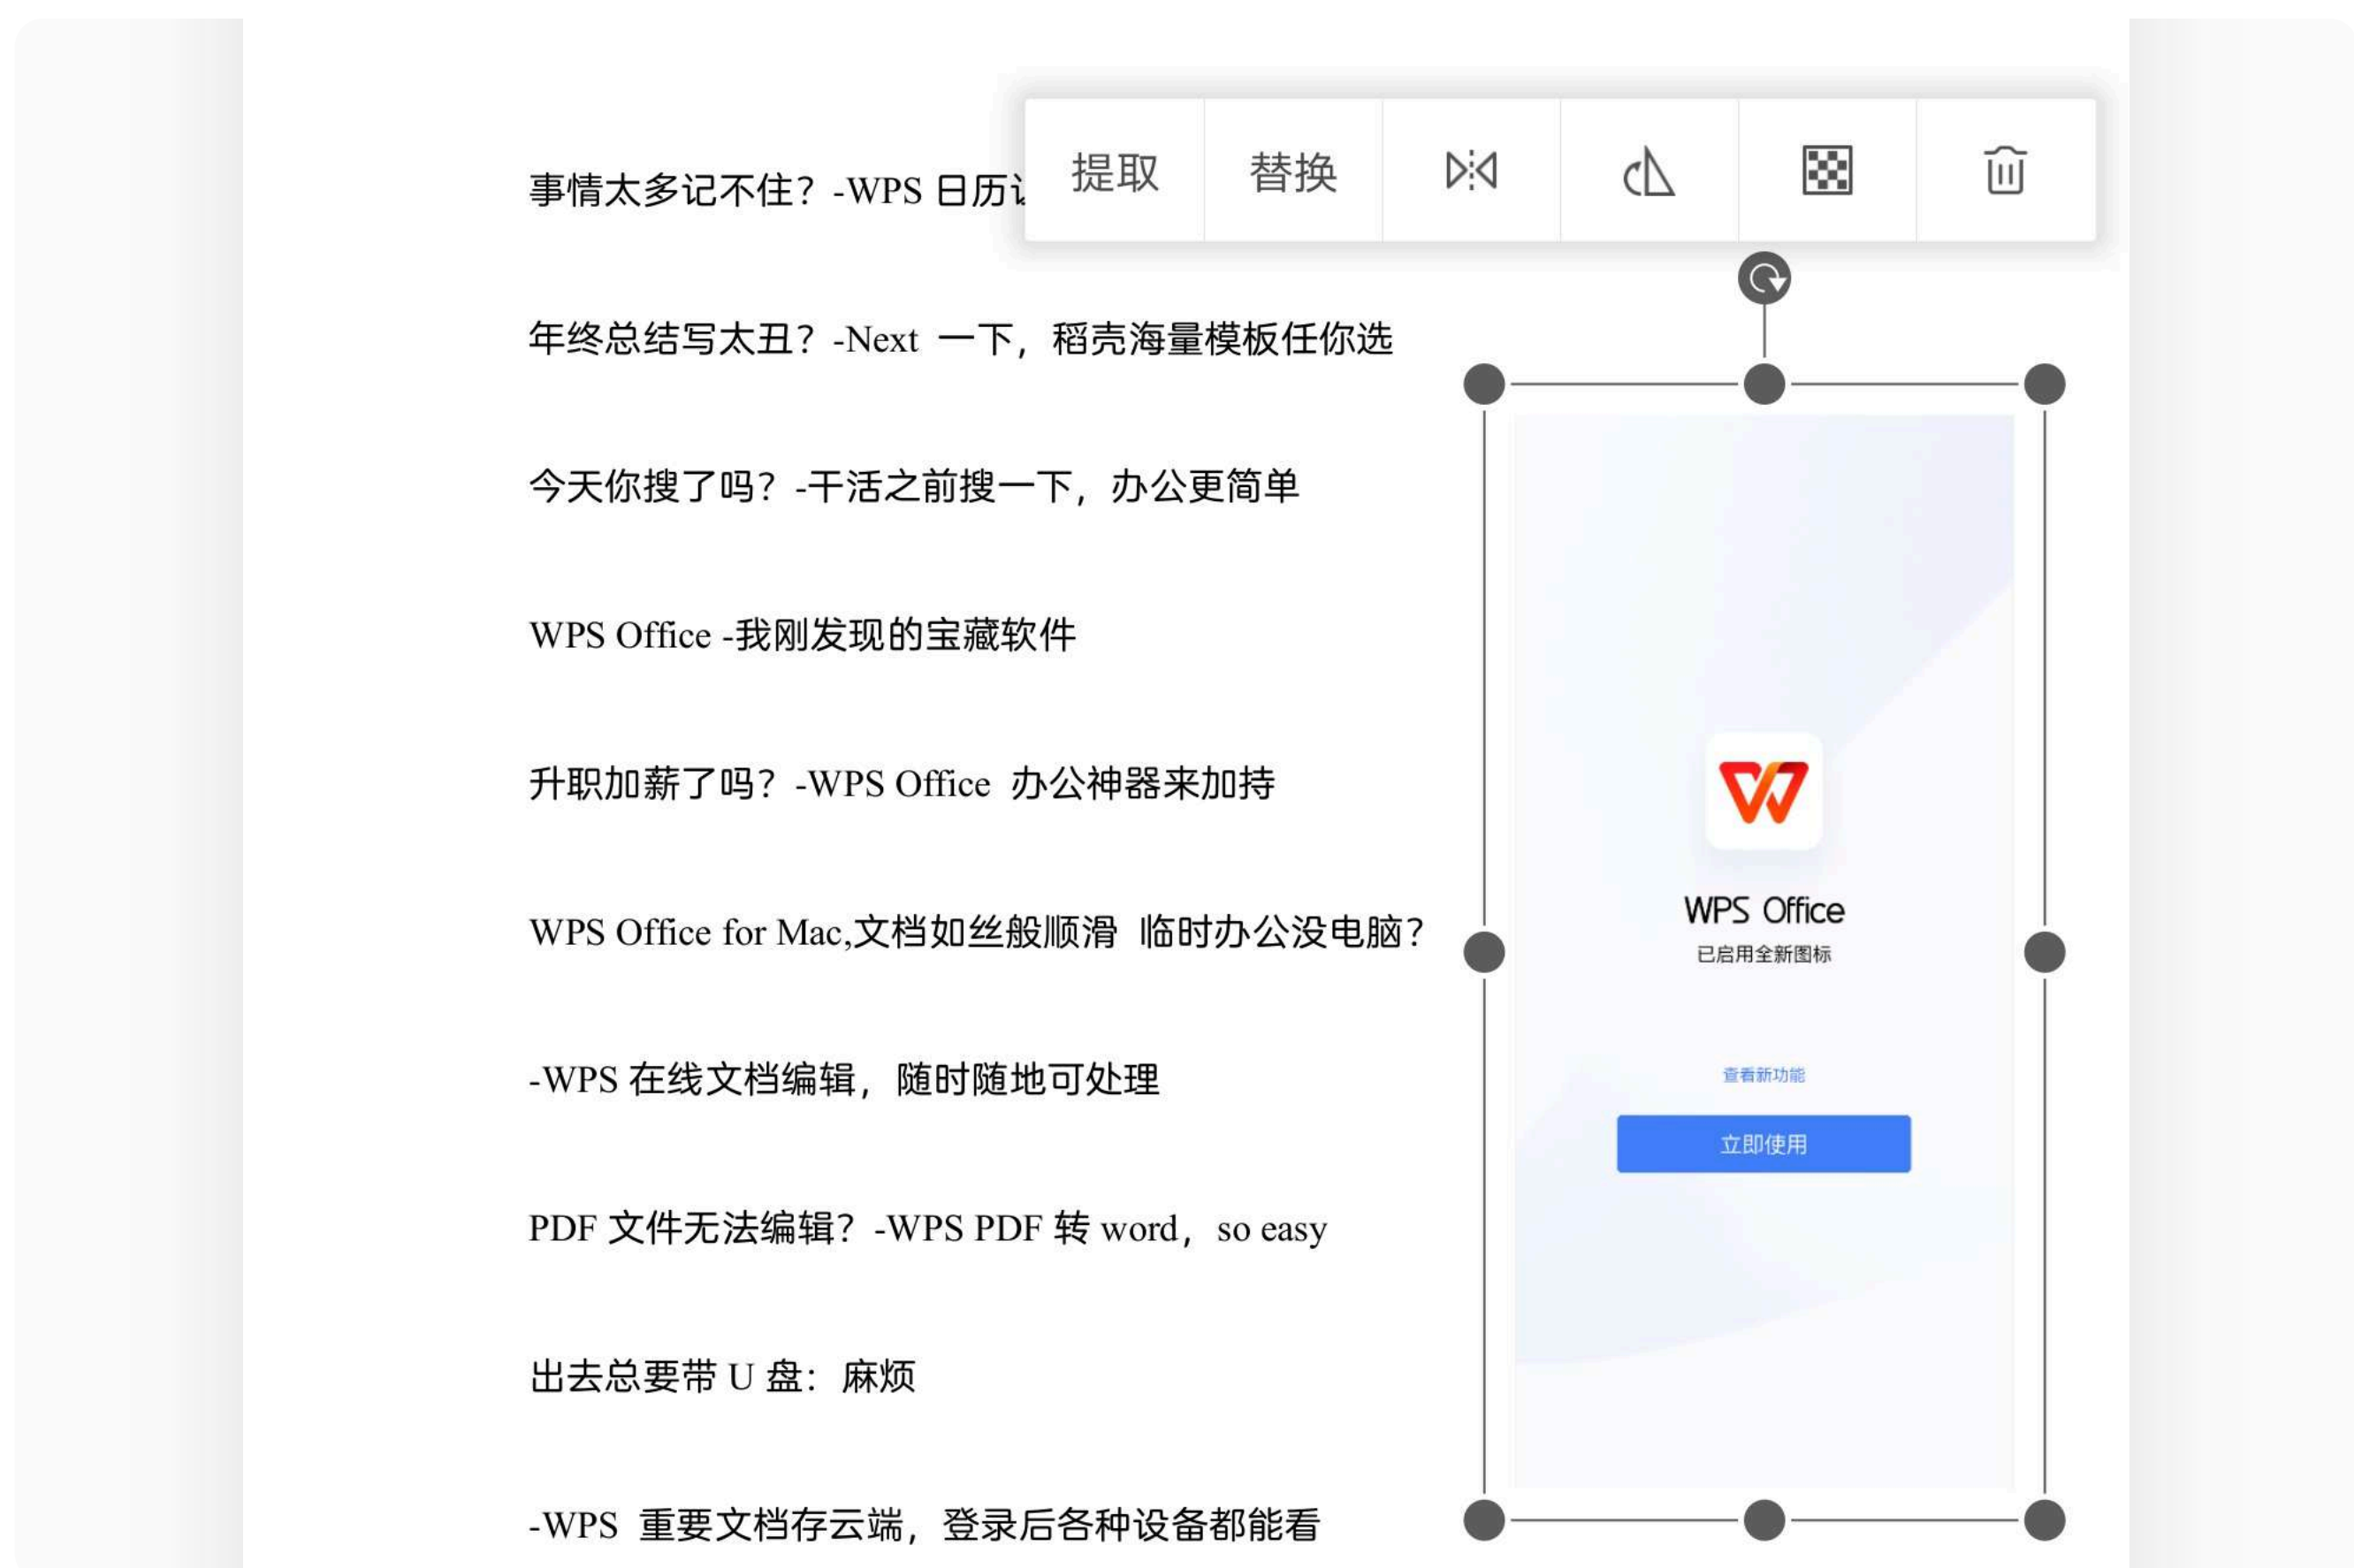 提取 替换
事情太多记不住？-WPS 日历
年终总结写太丑？-Next 一下，稻壳海量模板任你选
今天你搜了吗？-干活之前搜一下，办公更简单
WPS Office -我刚发现的宝藏软件
升职加薪了吗？-WPS Office 办公神器来加持
WPS Office for Mac,文档如丝般顺滑 临时办公没电脑？
-WPS 在线文档编辑，随时随地可处理
PDF 文件无法编辑？-WPS PDF 转 word，so easy
出去总要带 U 盘：麻烦
-WPS 重要文档存云端，登录后各种设备都能看
WPS Office
已启用全新图标
查看新功能
立即使用